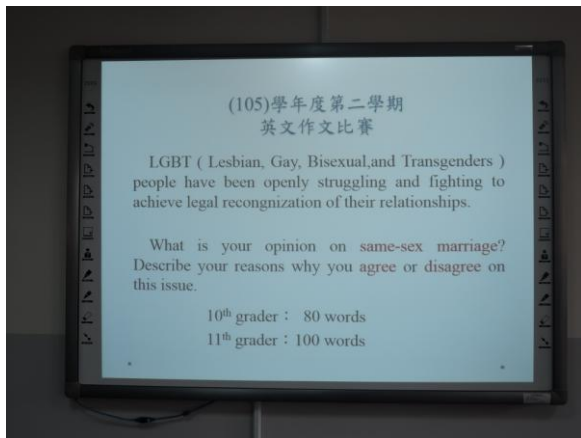 (105)學年度第二學期
英文作文比賽
LGBT ( Lesbian, Gay, Bisexual,and Transgenders )
people have been openly struggling and fighting to
achieve legal recongnization of their relationships.
What is your opinion on same-sex marriage?
Describe your reasons why you agree or disagree on
this issue.
10th grader： 80 words
11th grader：100 words